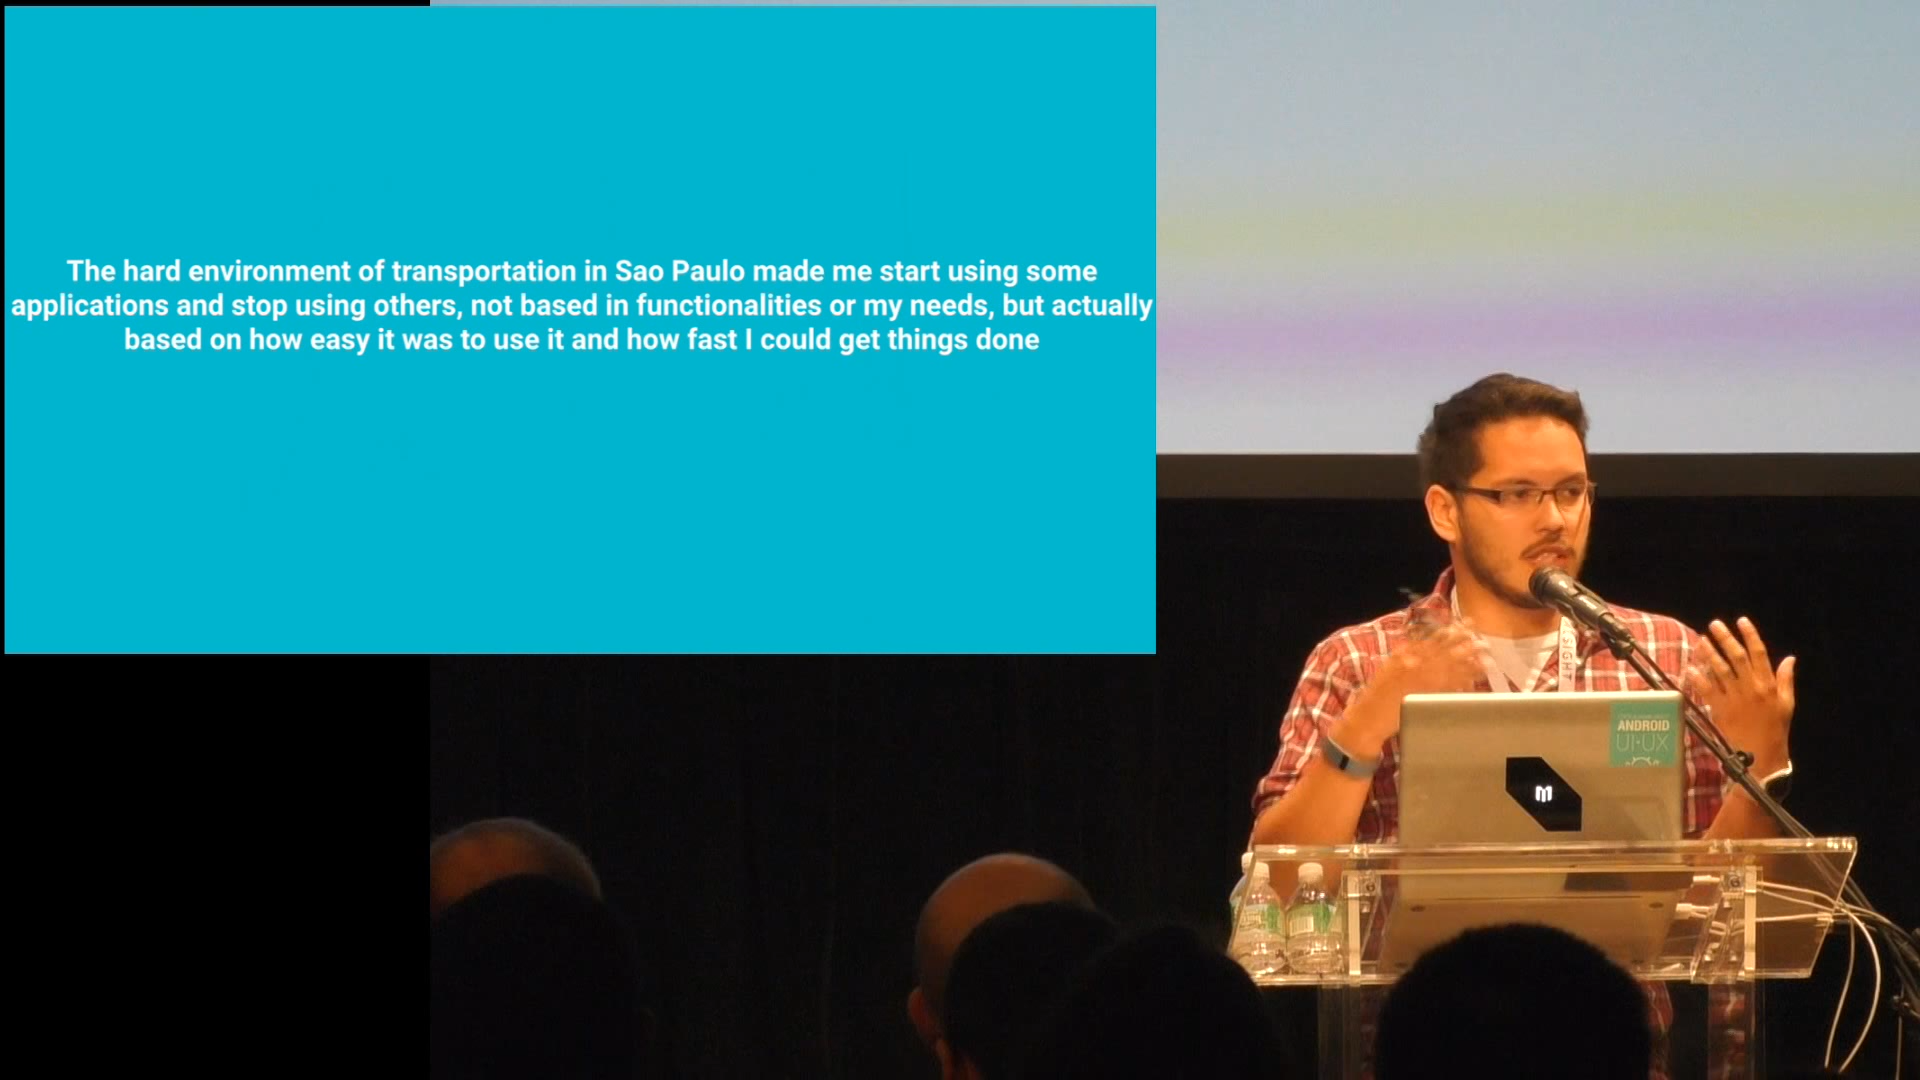 The hard environment of transportation in Sao Paulo made me start using some
applications and stop using others, not based in functionalities or my needs, but actually
based on how easy it was to use it and how fast I could get things done
SIGHT
ANDROID
UI·UX